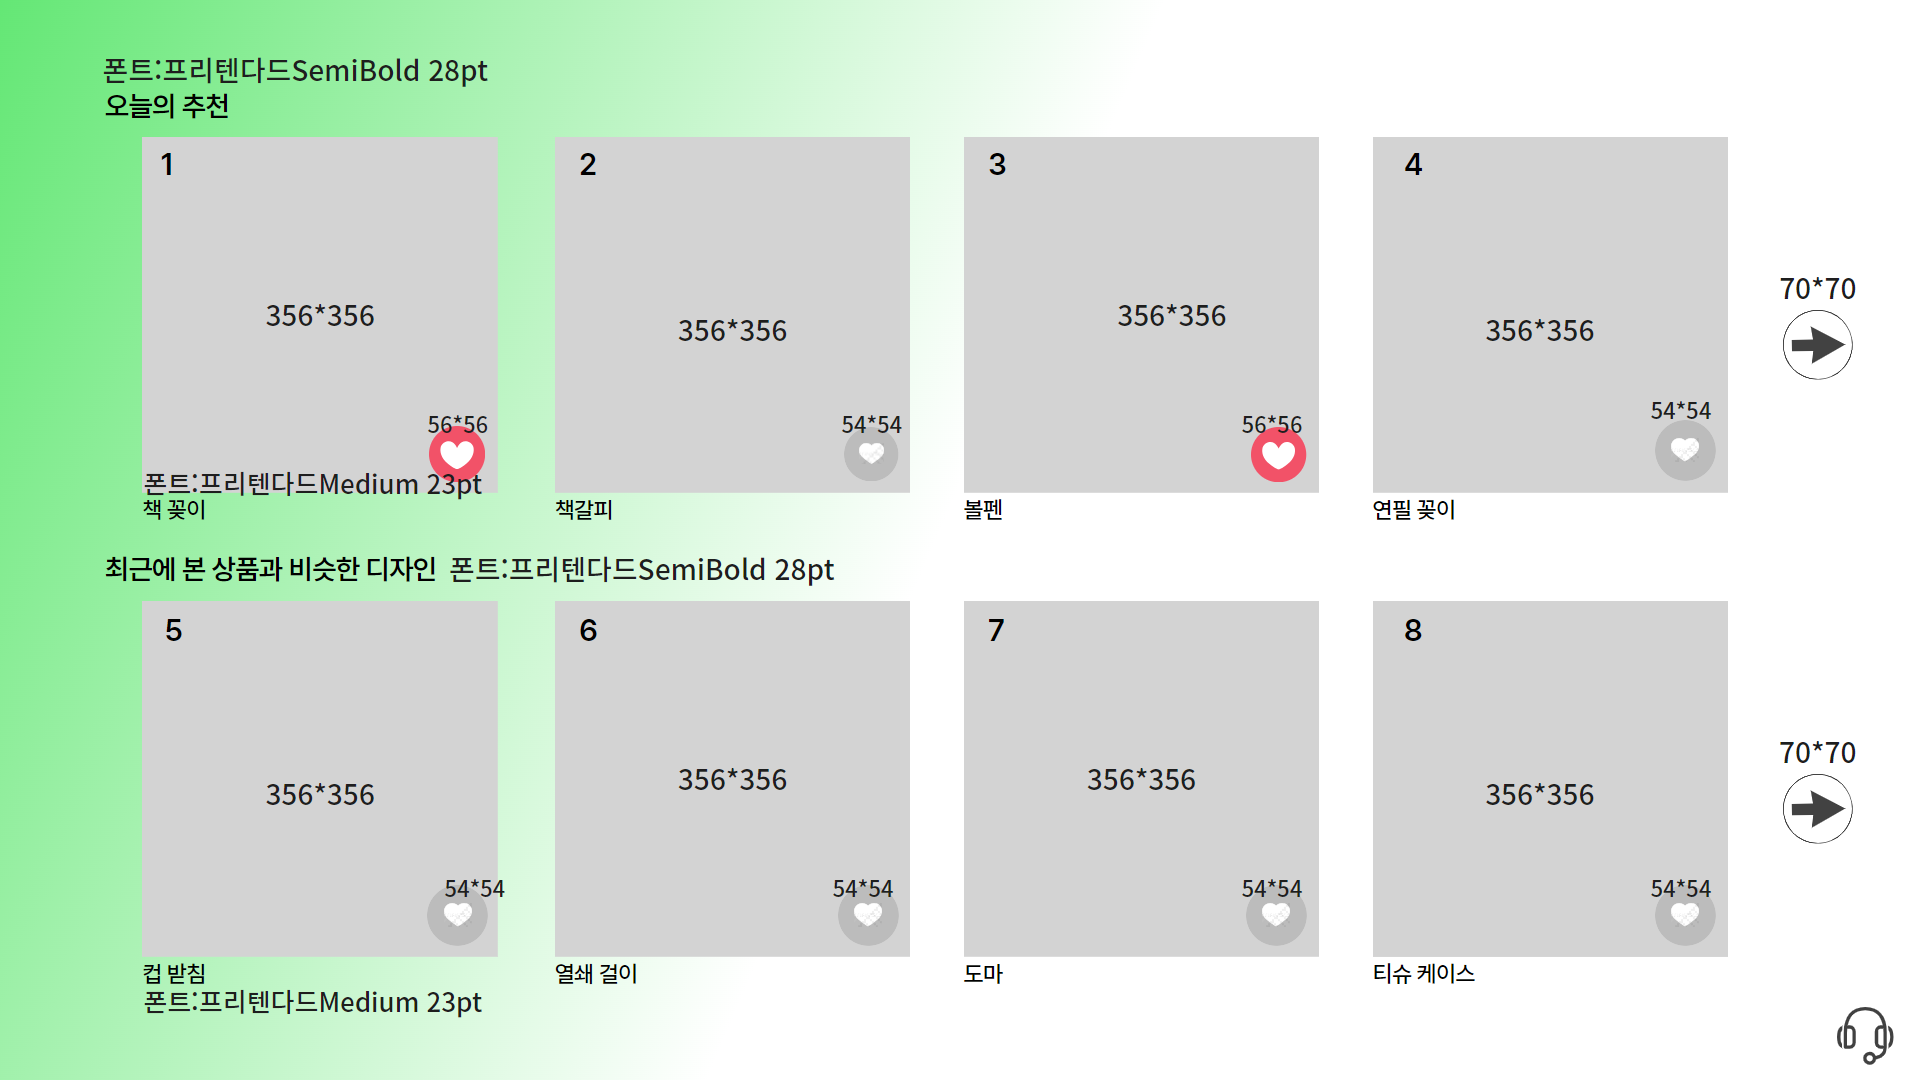 폰트:프리텐다드SemiBold 28pt
오늘의 추천
1
2
3
4
356*356
356*356
356*356
356*356
70*70
56*56
54*54
56*56
54*54
폰트:프리텐다드Medium 23pt
책 꽂이
책갈피
볼펜
연필 꽂이
최근에 본 상품과 비슷한 디자인 폰트:프리텐다드SemiBold 28pt
5
6
7
8
356*356
356*356
356*356
356*356
70*70
54*54
54*54
54*54
54*54
컵 받침
열쇄 걸이
도마
티슈 케이스
폰트:프리텐다드Medium 23pt